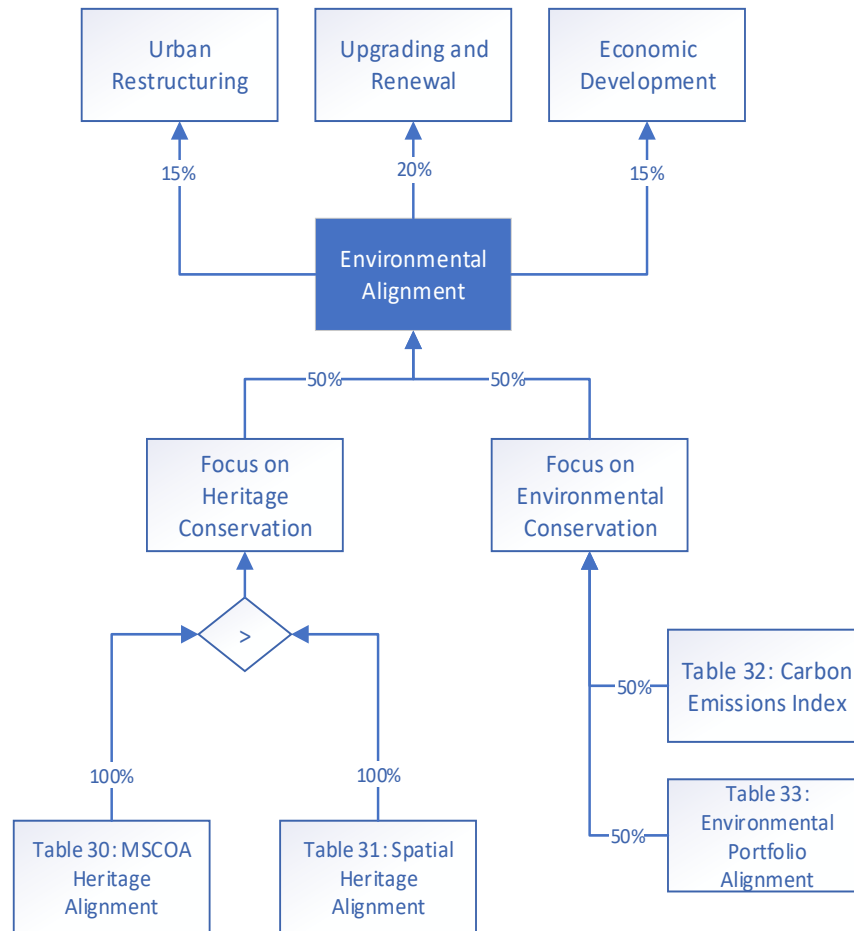 Urban
Restructuring
Upgrading and
Renewal
Economic
Development
15%
20%
15%
Environmental
Alignment
50%
50%
Focus on
Heritage
Conservation
Focus on
Environmental
Conservation
>
Table 32: Carbon
Emissions Index
50%
100%
100%
Table 33:
Environmental
Portfolio
Alignment
50%
Table 30: MSCOA
Heritage
Alignment
Table 31: Spatial
Heritage
Alignment